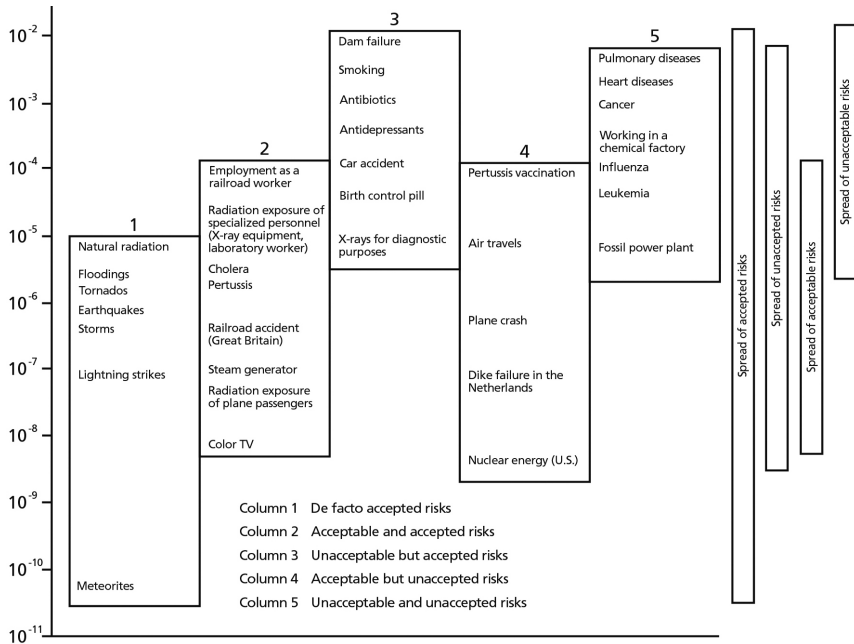 10-2
10-3
10-4
10-5
10-6
10-7
10-8
10-9
10-10
10-11
1
Natural radiation
Floodings
Tornados
Earthquakes
Storms
Lightning strikes
Meteorites
2
Employment as a
railroad worker
Radiation exposure of
specialized personnel
(X-ray equipment,
laboratory worker)
Cholera
Pertussis
Railroad accident
(Great Britain)
Steam generator
Radiation exposure
of plane passengers
Color TV
3
Dam failure
Smoking
Antibiotics
Antidepressants
Car accident
Birth control pill
X-rays for diagnostic
purposes
4
Pertussis vaccination
Air travels
Plane crash
Dike failure in the
Netherlands
Nuclear energy (U.S.)
5
Pulmonary diseases
Heart diseases
Cancer
Working in a
chemical factory
Influenza
Leukemia
Fossil power plant
Spread of accepted risks
Spread of unaccepted risks
Spread of acceptable risks
Spread of unacceptable risks
Column 1 De facto accepted risks
Column 2 Acceptable and accepted risks
Column 3 Unacceptable but accepted risks
Column 4 Acceptable but unaccepted risks
Column 5 Unacceptable and unaccepted risks